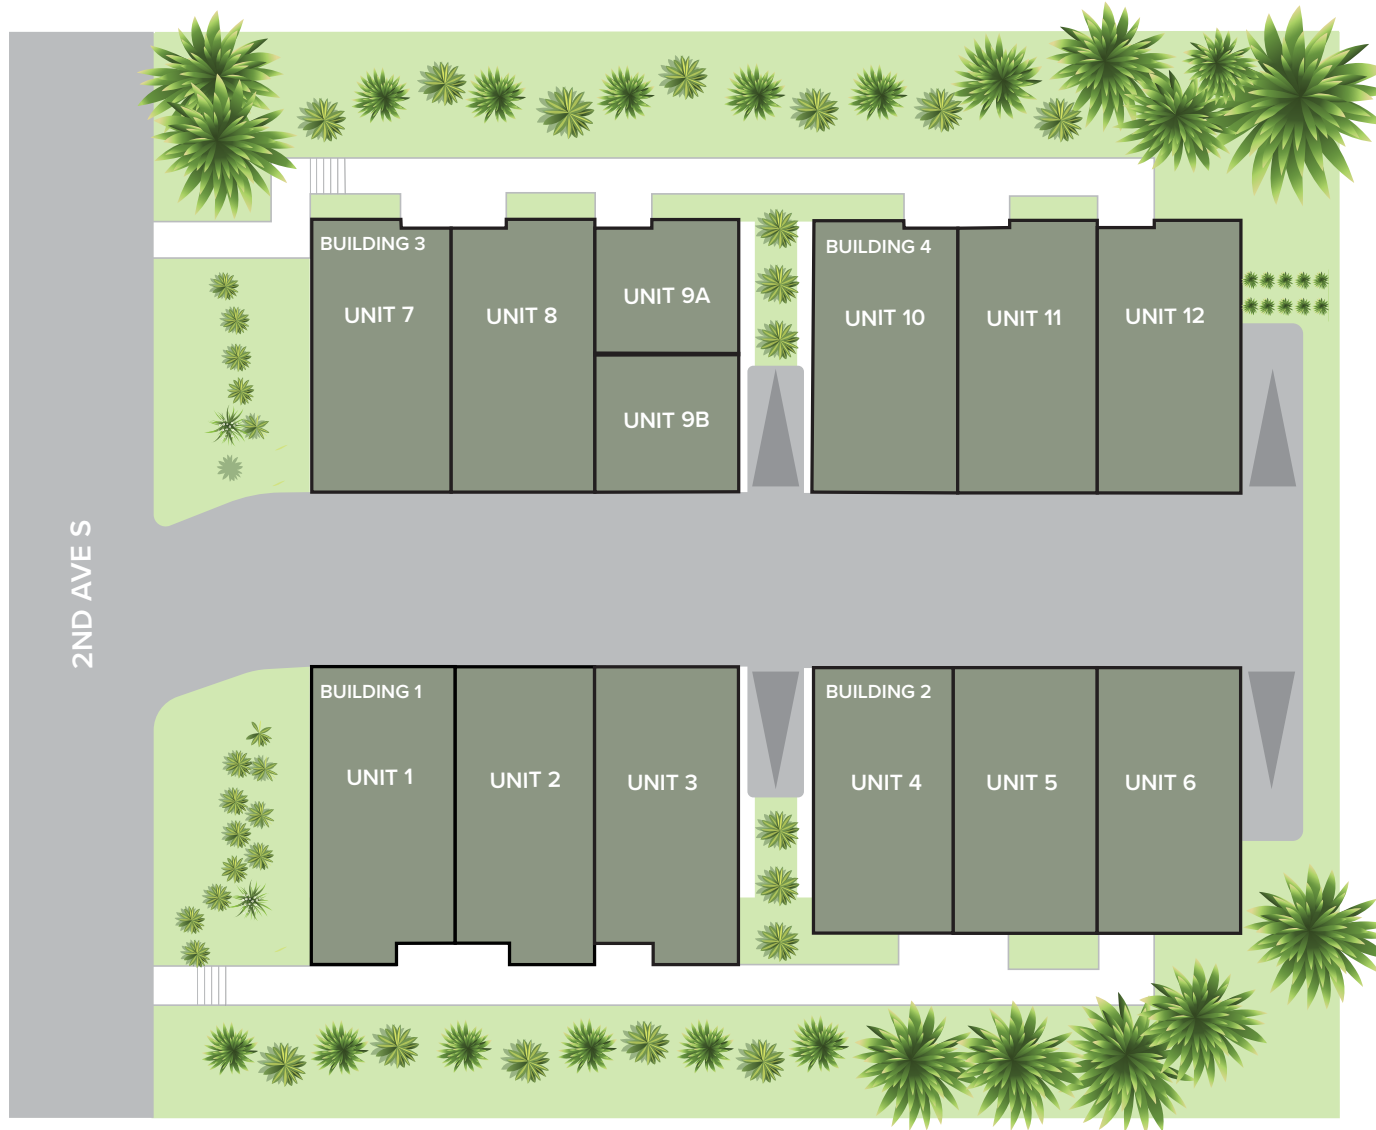 2ND AVE S
BUILDING 3
UNIT 7
UNIT 8
UNIT 9A
UNIT 9B
BUILDING 4
UNIT 10
UNIT 11
UNIT 12
BUILDING 1
UNIT 1
UNIT 2
UNIT 3
BUILDING 2
UNIT 4
UNIT 5
UNIT 6